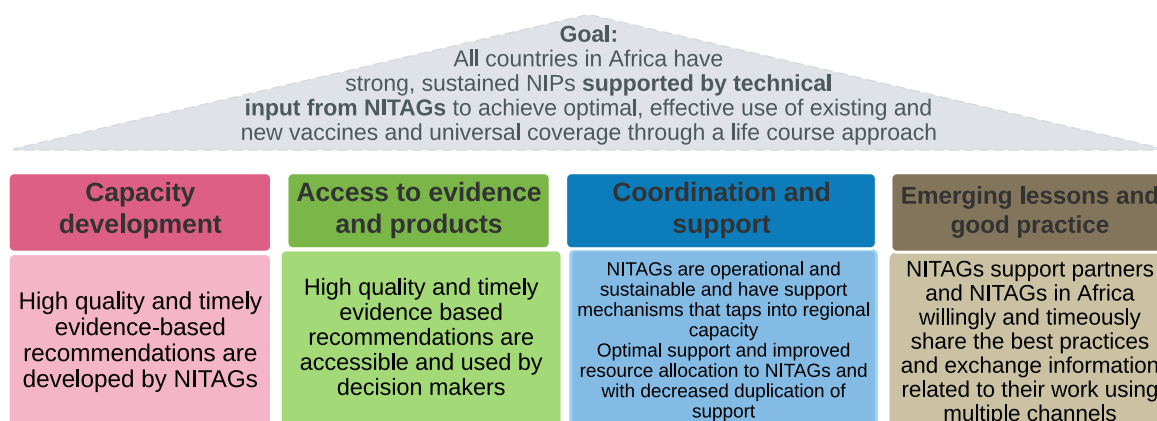 Goal:
All countries in Africa have
strong, sustained NIPs supported by technical
input from NITAGs to achieve optimal, effective use of existing and
new vaccines and universal coverage through a life course approach
Capacity
development
Access to evidence
and products
Coordination and
support
Emerging lessons and
good practice
High quality and timely
evidence-based
recommendations are
developed by NITAGs
High quality and timely
evidence based
recommendations are
accessible and used by
decision makers
NITAGs are operational and
sustainable and have support
mechanisms that taps into regional
capacity
Optimal support and improved
resource allocation to NITAGs and
with decreased duplication of
support
NITAGs support partners
and NITAGs in Africa
willingly and timeously
share the best practices
and exchange information
related to their work using
multiple channels